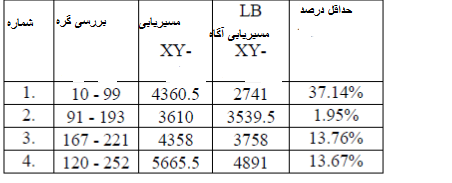 شماره | بررسی گره | مسیریابی XY- | LB مسیریابی آگاه XY- | حداقل درصد
1. | 10 - 99 | 4360.5 | 2741 | 37.14%
2. | 91 - 193 | 3610 | 3539.5 | 1.95%
3. | 167 - 221 | 4358 | 3758 | 13.76%
4. | 120 - 252 | 5665.5 | 4891 | 13.67%